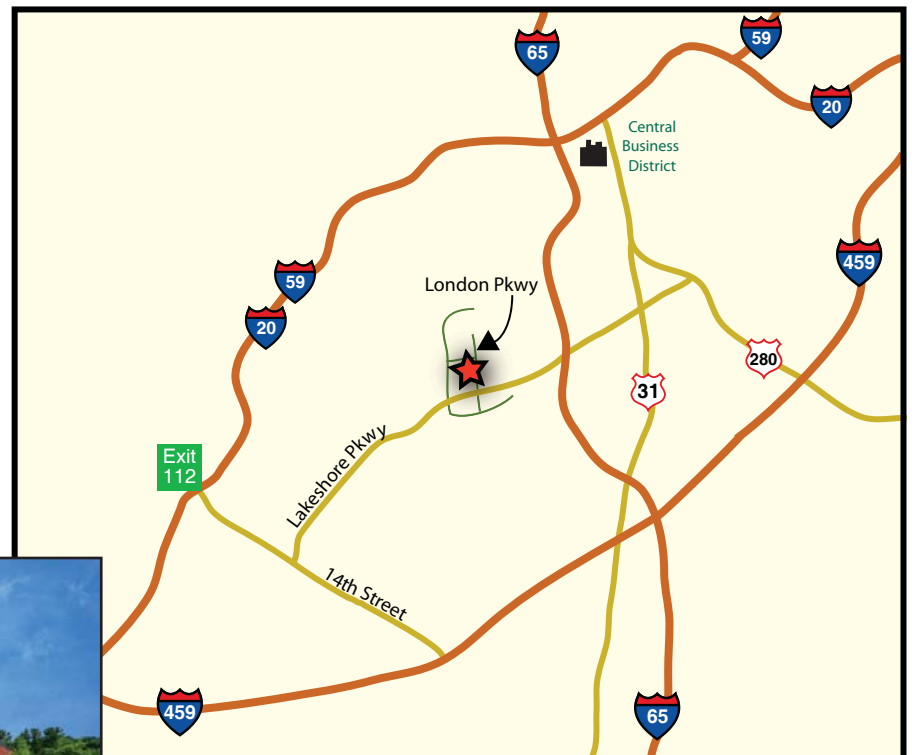 59
65
20
Central
Business
District
459
59
London Pkwy
20
280
31
Exit
112
Lakeshore Pkwy
14th Street
459
65